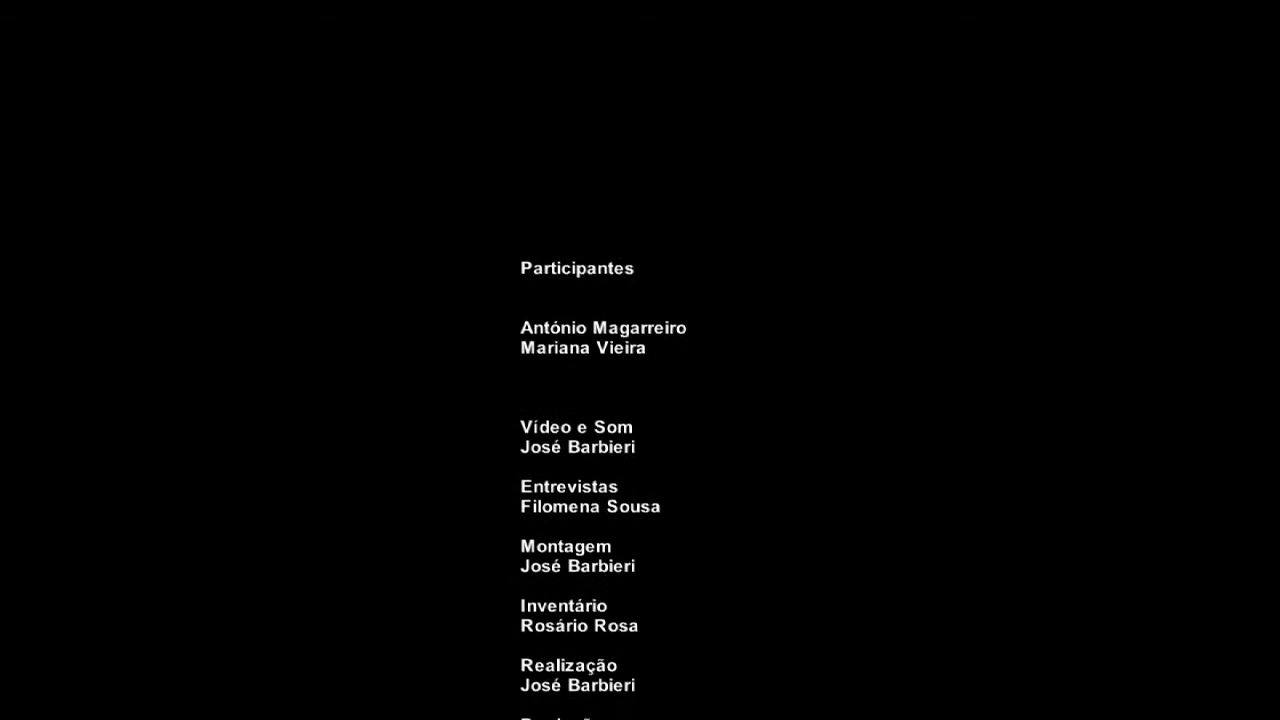 Participantes
António Magarreiro
Mariana Vieira
Vídeo e Som
José Barbieri
Entrevistas
Filomena Sousa
Montagem
José Barbieri
Inventário
Rosário Rosa
Realização
José Barbieri